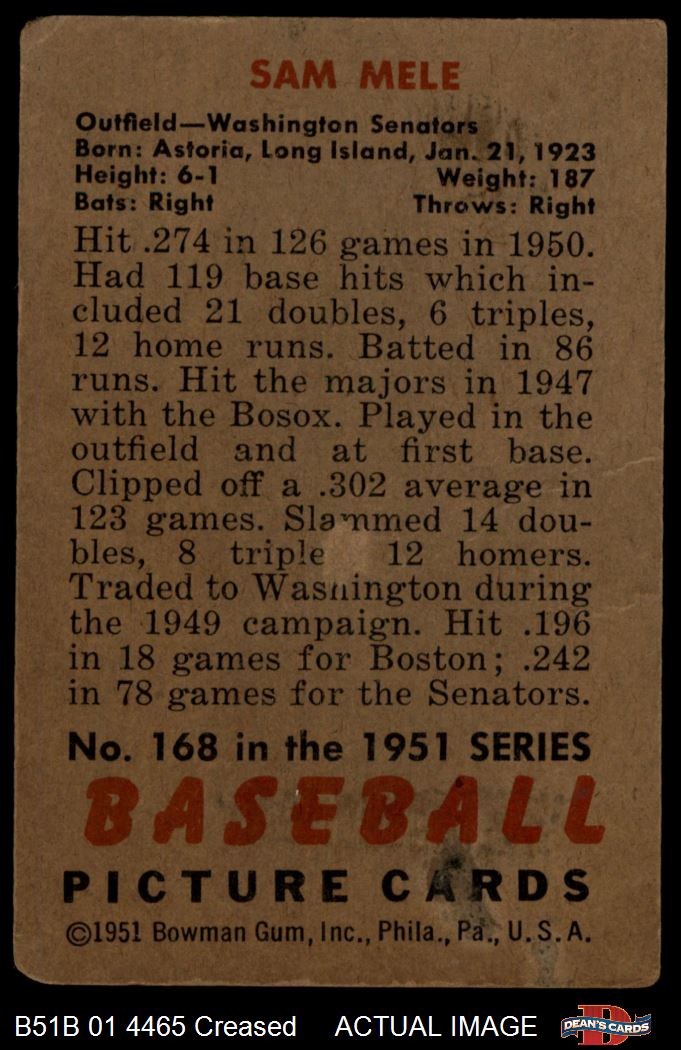 SAM MELE
Outfield—Washington Senators
Born: Astoria, Long Island, Jan. 21, 1923
Height: 6-1 Weight: 187
Bats: Right Throws: Right
Hit .274 in 126 games in 1950.
Had 119 base hits which in-
cluded 21 doubles, 6 triples,
12 home runs. Batted in 86
runs. Hit the majors in 1947
with the Bosox. Played in the
outfield and at first base.
Clipped off a .302 average in
123 games. Slammed 14 dou-
bles, 8 triple 12 homers.
Traded to Washington during
the 1949 campaign. Hit .196
in 18 games for Boston; .242
in 78 games for the Senators.
No. 168 in the 1951 SERIES
BASEBALL
PICTURE CARDS
©1951 Bowman Gum, Inc., Phila., Pa., U. S. A.
B51B 01 4465 Creased ACTUAL IMAGE
DEAN'S CARDS